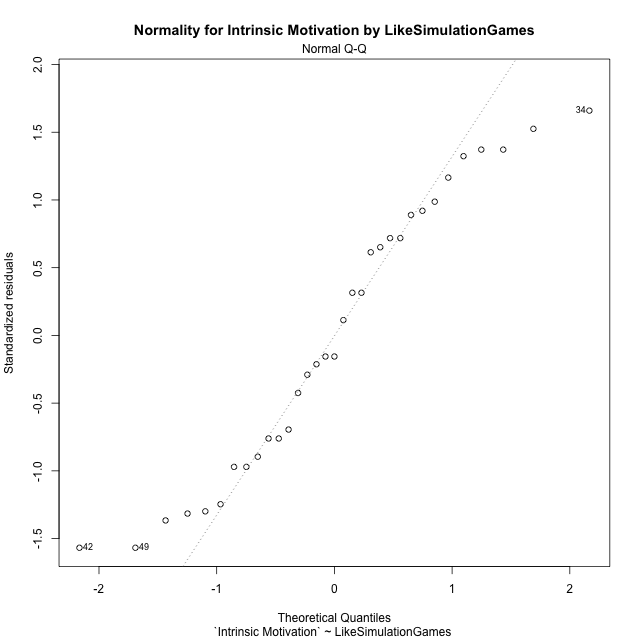 Normality for Intrinsic Motivation by LikeSimulationGames
Normal Q-Q
2.0
1.5
1.0
0.5
0.0
-0.5
-1.0
-1.5
Standardized residuals
34
42
49
-2 -1 0 1 2
Theoretical Quantiles
`Intrinsic Motivation` ~ LikeSimulationGames